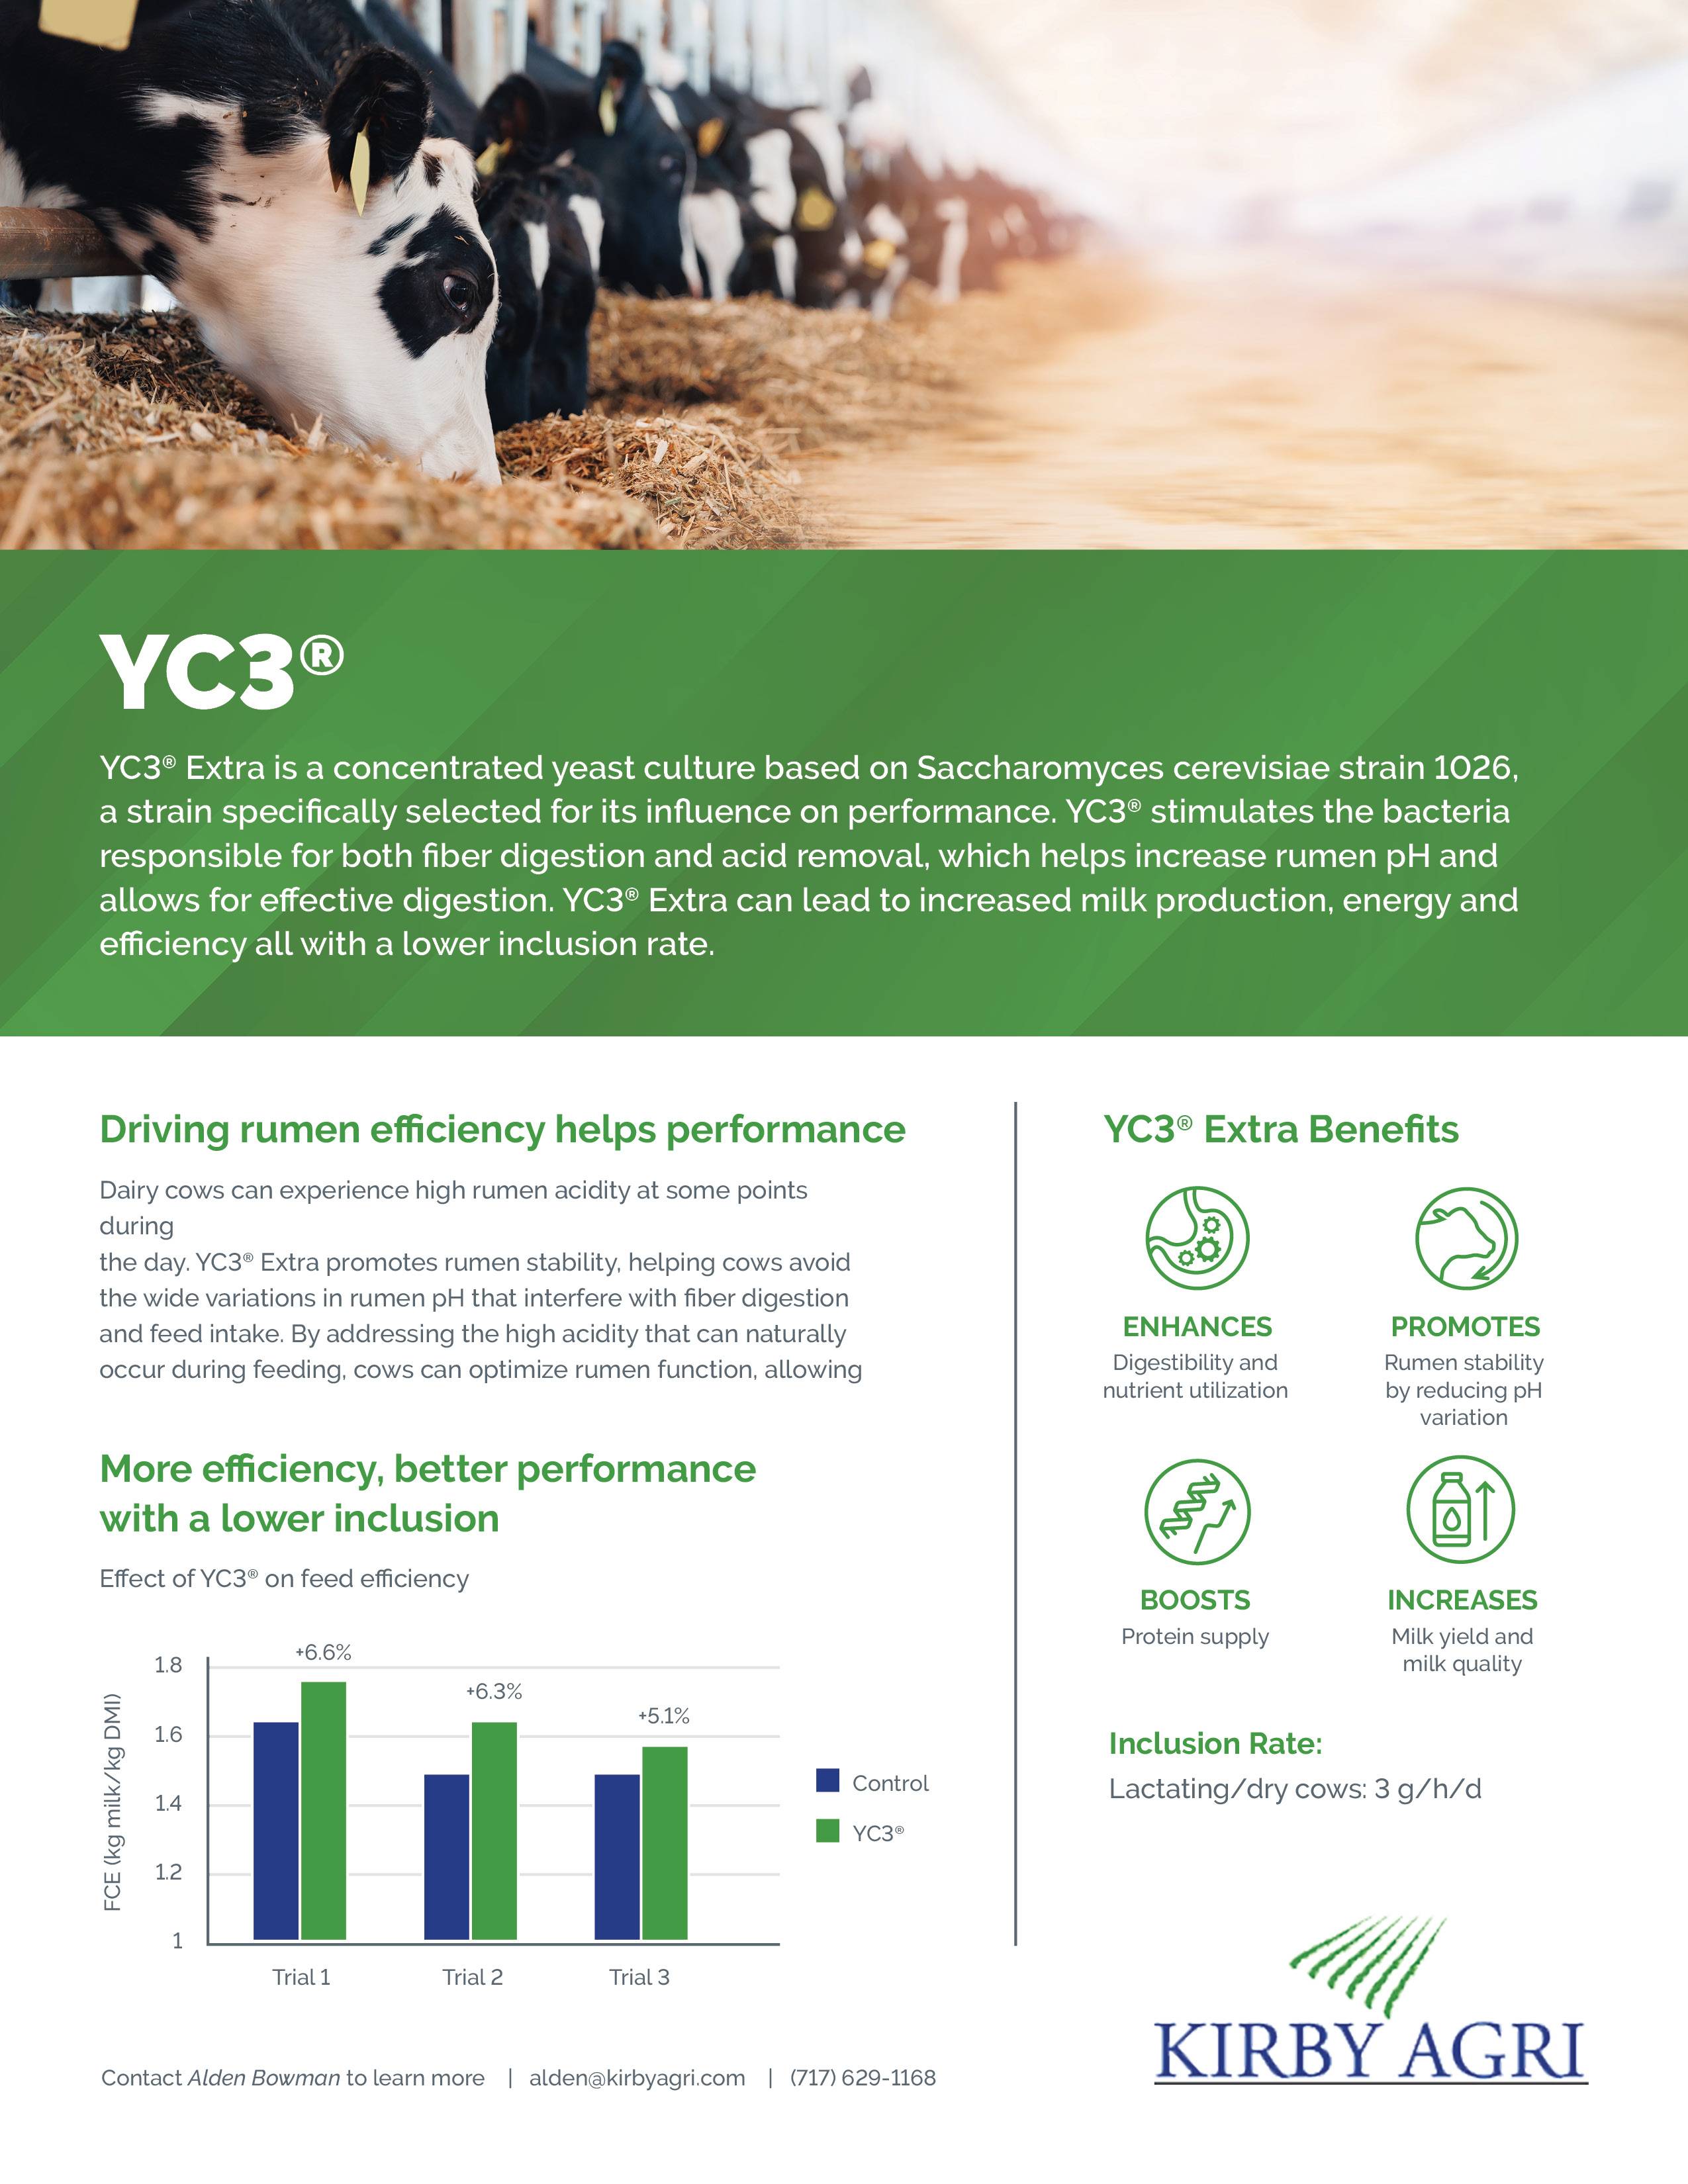 YC3®
YC3® Extra is a concentrated yeast culture based on Saccharomyces cerevisiae strain 1026,
a strain specifically selected for its influence on performance. YC3® stimulates the bacteria
responsible for both fiber digestion and acid removal, which helps increase rumen pH and
allows for effective digestion. YC3® Extra can lead to increased milk production, energy and
efficiency all with a lower inclusion rate.
Driving rumen efficiency helps performance
Dairy cows can experience high rumen acidity at some points
during
the day. YC3® Extra promotes rumen stability, helping cows avoid
the wide variations in rumen pH that interfere with fiber digestion
and feed intake. By addressing the high acidity that can naturally
occur during feeding, cows can optimize rumen function, allowing
More efficiency, better performance
with a lower inclusion
Effect of YC3® on feed efficiency
FCE (kg milk/kg DMI)
1.8
1.6
1.4
1.2
1
+6.6%
+6.3%
+5.1%
Trial 1
Trial 2
Trial 3
Control
YC3®
YC3® Extra Benefits
ENHANCES
Digestibility and
nutrient utilization
PROMOTES
Rumen stability
by reducing pH
variation
BOOSTS
Protein supply
INCREASES
Milk yield and
milk quality
Inclusion Rate:
Lactating/dry cows: 3 g/h/d
Contact Alden Bowman to learn more | alden@kirbyagri.com | (717) 629-1168
KIRBY AGRI